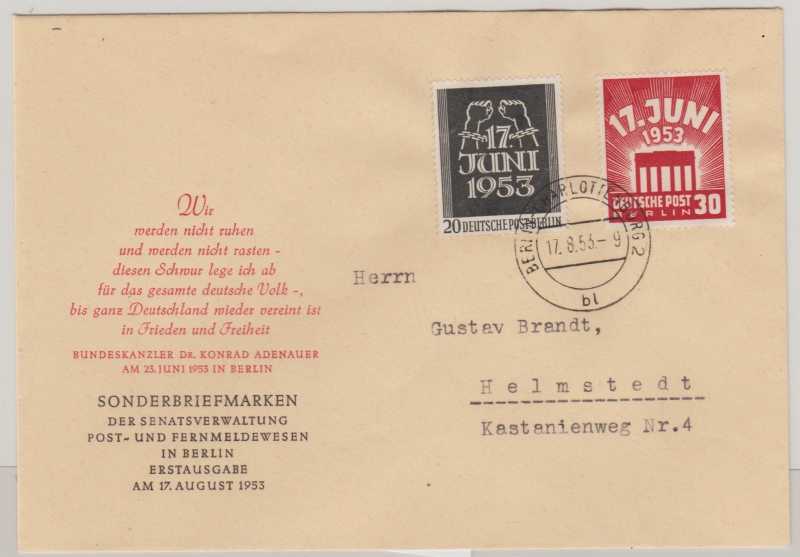 17.
JUNI
1953
20 DEUTSCHE POST BERLIN
17. JUNI
1953
DEUTSCHE POST
BERLIN 30
BERLIN-CHARLOTTENBURG 2
17.8.53.- 9
bl
Wir
werden nicht ruhen
und werden nicht rasten -
diesen Schwur lege ich ab
für das gesamte deutsche Volk -,
bis ganz Deutschland wieder vereint ist
in Frieden und Freiheit
BUNDESKANZLER DR. KONRAD ADENAUER
AM 23. JUNI 1953 IN BERLIN
SONDERBRIEFMARKEN
DER SENATSVERWALTUNG
POST- UND FERNMELDEWESEN
IN BERLIN
ERSTAUSGABE
AM 17. AUGUST 1953
Herrn
Gustav Brandt,
Helmstedt
Kastanienweg Nr.4